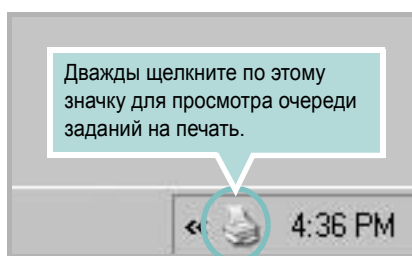 Дважды щелкните по этому
значку для просмотра очереди
заданий на печать.
« 4:36 PM